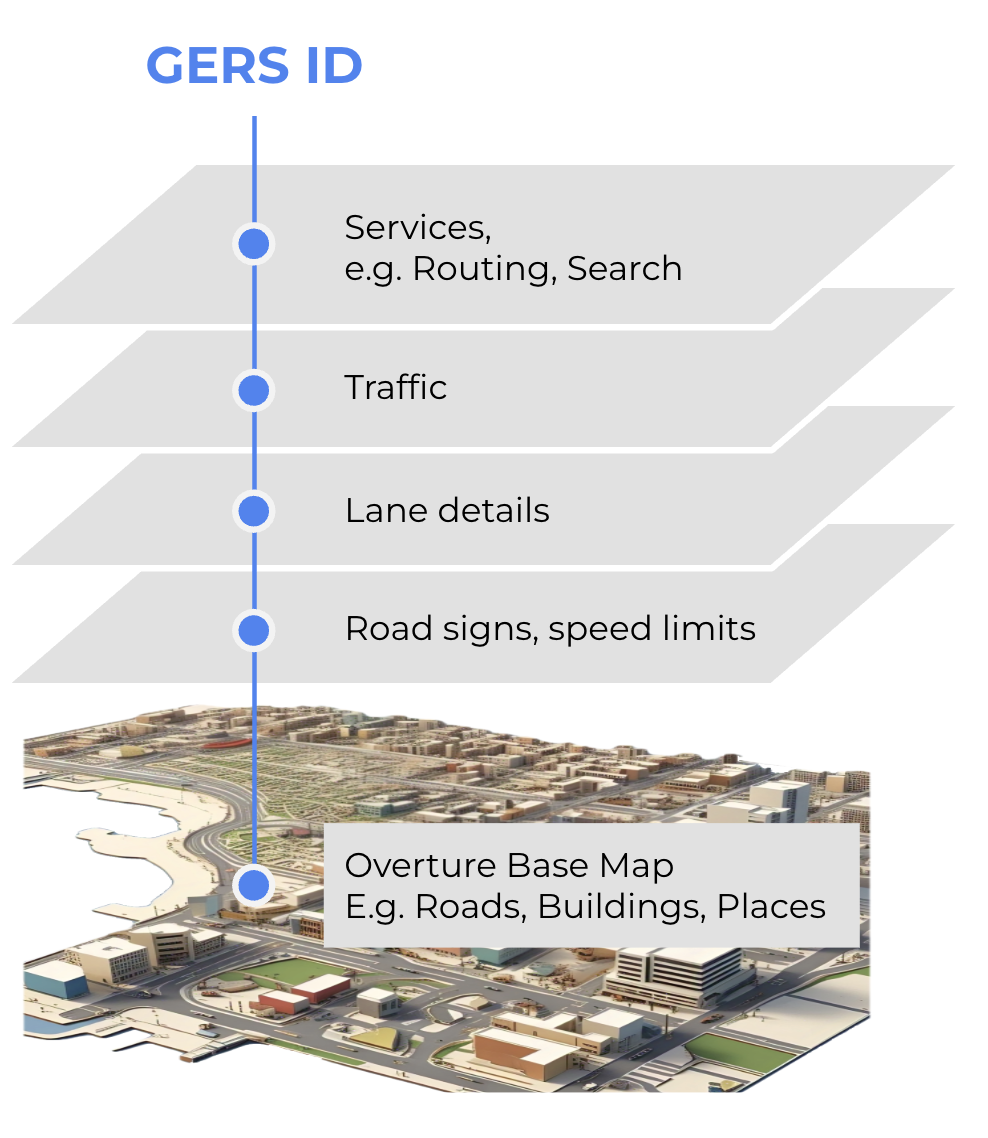 GERS ID
Services,
e.g. Routing, Search
Traffic
Lane details
Road signs, speed limits
Overture Base Map
E.g. Roads, Buildings, Places